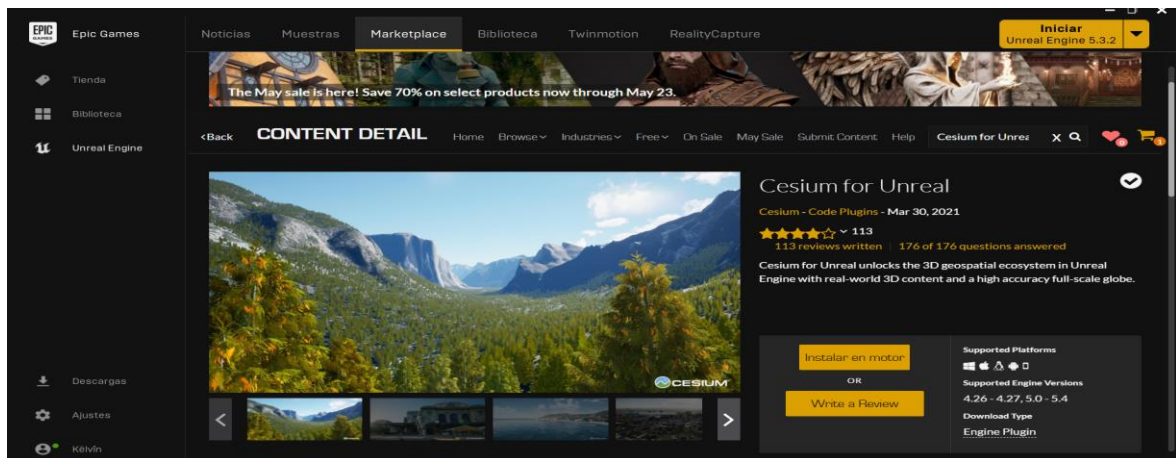 EPIC GAMES
Epic Games
Noticias Muestras Marketplace Biblioteca Twinmotion RealityCapture
Iniciar
Unreal Engine 5.3.2
Tienda
Biblioteca
Unreal Engine
The May sale is here! Save 70% on select products now through May 23.
<Back CONTENT DETAIL Home Browse Industries Free On Sale May Sale Submit Content Help Cesium for Unrea X 0 1
Cesium for Unreal
Cesium - Code Plugins - Mar 30, 2021
113
113 reviews written | 176 of 176 questions answered
Cesium for Unreal unlocks the 3D geospatial ecosystem in Unreal
Engine with real-world 3D content and a high accuracy full-scale globe.
CESIUM
Instalar en motor
OR
Write a Review
Supported Platforms
Supported Engine Versions
4.26 - 4.27, 5.0 - 5.4
Download Type
Engine Plugin
Descargas
Ajustes
Këlvîn